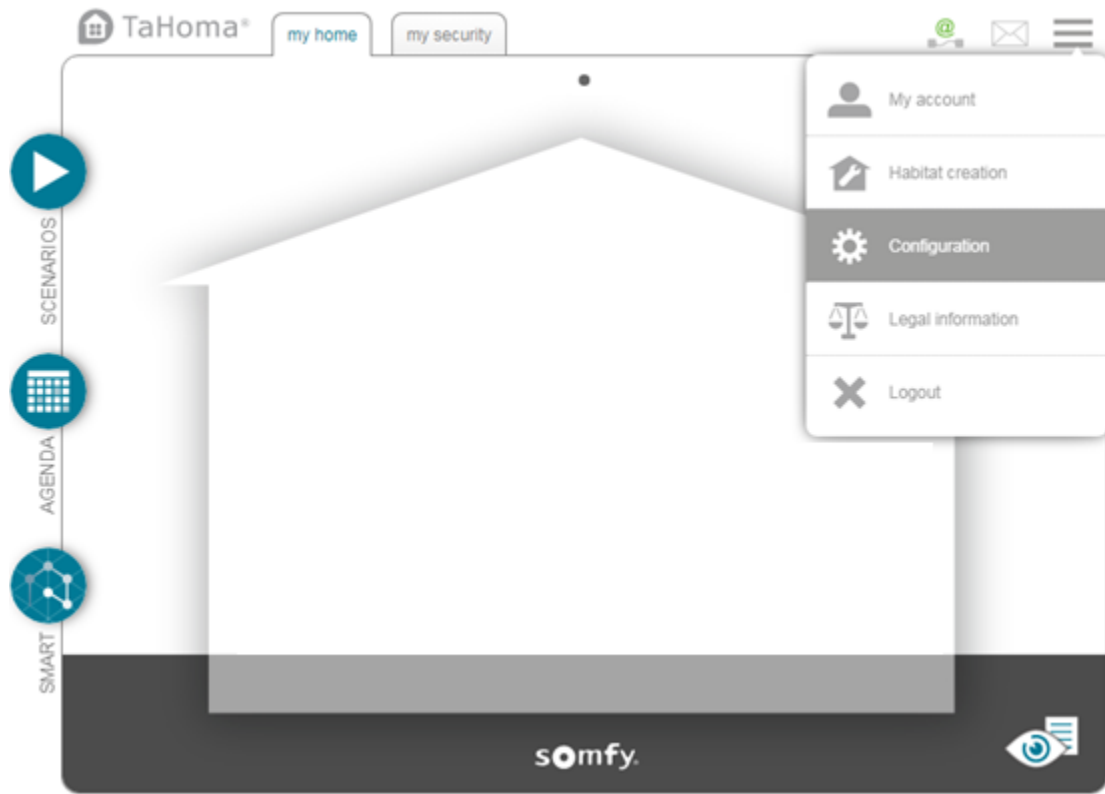 TaHoma®
my home
my security
@
My account
Habitat creation
Configuration
Legal information
Logout
SCENARIOS
AGENDA
SMART
somfy.